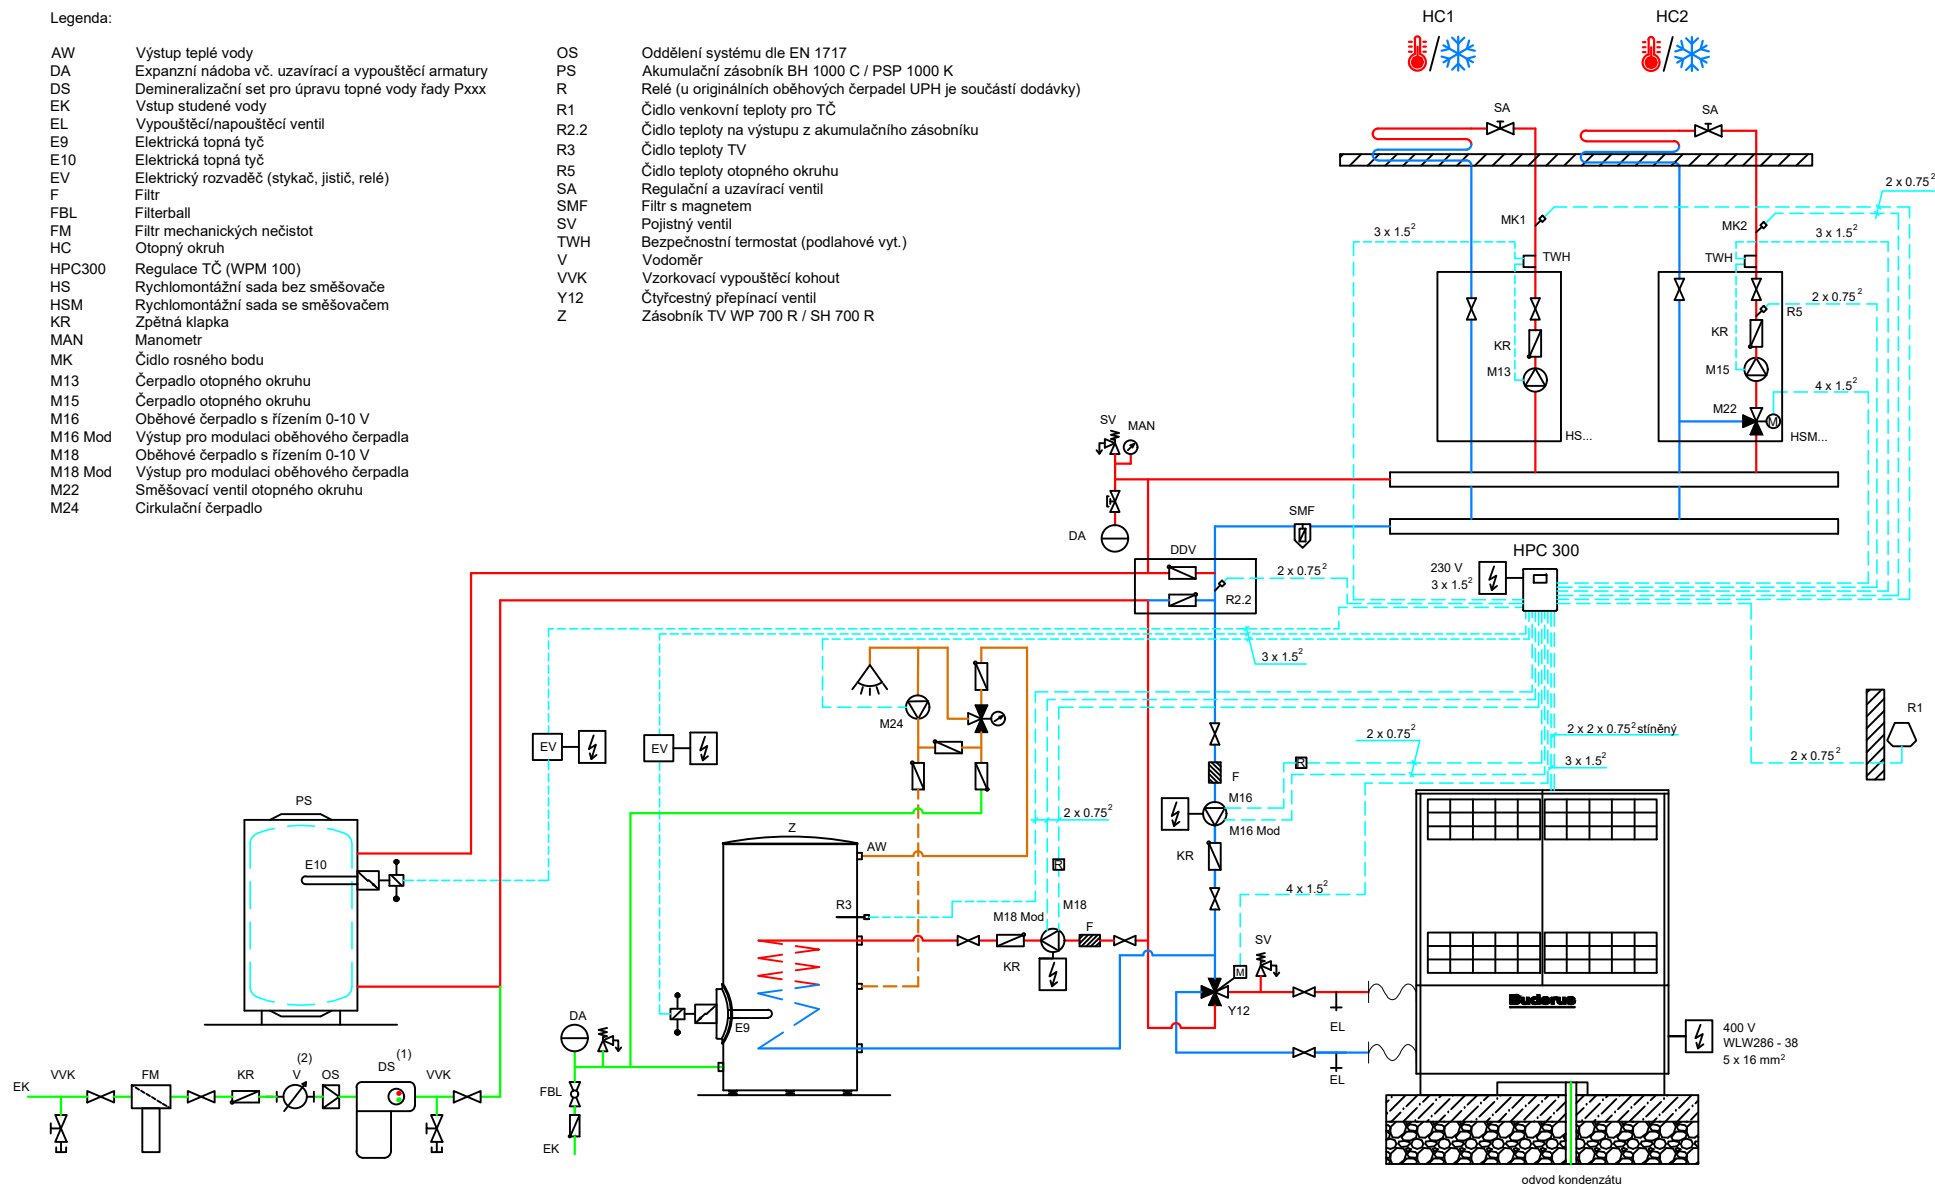 Legenda:
AW Výstup teplé vody
DA Expanzní nádoba vč. uzavírací a vypouštěcí armatury
DS Demineralizační set pro úpravu topné vody řady Pxxx
EK Vstup studené vody
EL Vypouštěcí/napouštěcí ventil
E9 Elektrická topná tyč
E10 Elektrická topná tyč
EV Elektrický rozvaděč (stykač, jistič, relé)
F Filtr
FBL Filterball
FM Filtr mechanických nečistot
HC Otopný okruh
HPC300 Regulace TČ (WPM 100)
HS Rychlomontážní sada bez směšovače
HSM Rychlomontážní sada se směšovačem
KR Zpětná klapka
MAN Manometr
MK Čidlo rosného bodu
M13 Čerpadlo otopného okruhu
M15 Čerpadlo otopného okruhu
M16 Oběhové čerpadlo s řízením 0-10 V
M16 Mod Výstup pro modulaci oběhového čerpadla
M18 Oběhové čerpadlo s řízením 0-10 V
M18 Mod Výstup pro modulaci oběhového čerpadla
M22 Směšovací ventil otopného okruhu
M24 Cirkulační čerpadlo
OS Oddělení systému dle EN 1717
PS Akumulační zásobník BH 1000 C / PSP 1000 K
R Relé (u originálních oběhových čerpadel UPH je součástí dodávky)
R1 Čidlo venkovní teploty pro TČ
R2.2 Čidlo teploty na výstupu z akumulačního zásobníku
R3 Čidlo teploty TV
R5 Čidlo teploty otopného okruhu
SA Regulační a uzavírací ventil
SMF Filtr s magnetem
SV Pojistný ventil
TWH Bezpečnostní termostat (podlahové vyt.)
V Vodoměr
VVK Vzorkovací vypouštěcí kohout
Y12 Čtyřcestný přepínací ventil
Z Zásobník TV WP 700 R / SH 700 R
HC1
HC2
/
/
SA
SA
2 x 0.75²
MK1
MK2
3 x 1.5²
3 x 1.5²
TWH
TWH
2 x 0.75²
R5
KR
KR
M13
M15
4 x 1.5²
M22
M
HS...
HSM...
SV
MAN
DA
SMF
DDV
HPC 300
2 x 0.75²
R2.2
230 V
3 x 1.5²
3 x 1.5²
M24
EV
EV
2 x 0.75²
2 x 2 x 0.75² stíněný
3 x 1.5²
R1
2 x 0.75²
R
F
M16
M16 Mod
KR
PS
E10
Z
AW
2 x 0.75²
R
R3
M18 Mod
M18
F
KR
4 x 1.5²
SV
M
Y12
EL
EL
Buderus
400 V
WLW286 - 38
5 x 16 mm²
E9
DA
FBL
EK
EK
VVK
FM
KR
(2)
V
OS
DS
(1)
VVK
odvod kondenzátu